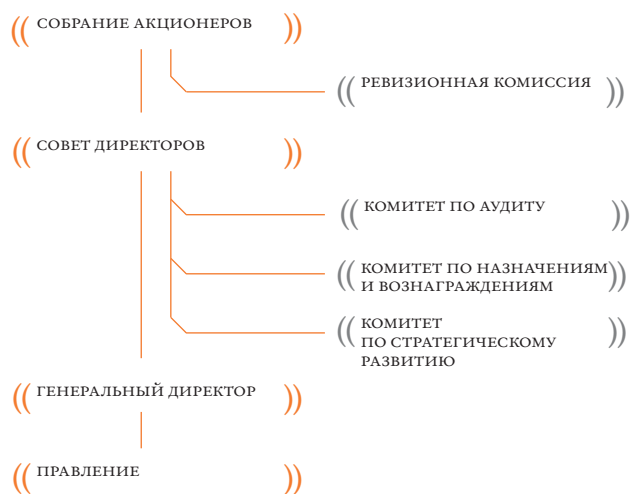 СОБРАНИЕ АКЦИОНЕРОВ
РЕВИЗИОННАЯ КОМИССИЯ
СОВЕТ ДИРЕКТОРОВ
КОМИТЕТ ПО АУДИТУ
КОМИТЕТ ПО НАЗНАЧЕНИЯМ
И ВОЗНАГРАЖДЕНИЯМ
КОМИТЕТ
ПО СТРАТЕГИЧЕСКОМУ
РАЗВИТИЮ
ГЕНЕРАЛЬНЫЙ ДИРЕКТОР
ПРАВЛЕНИЕ